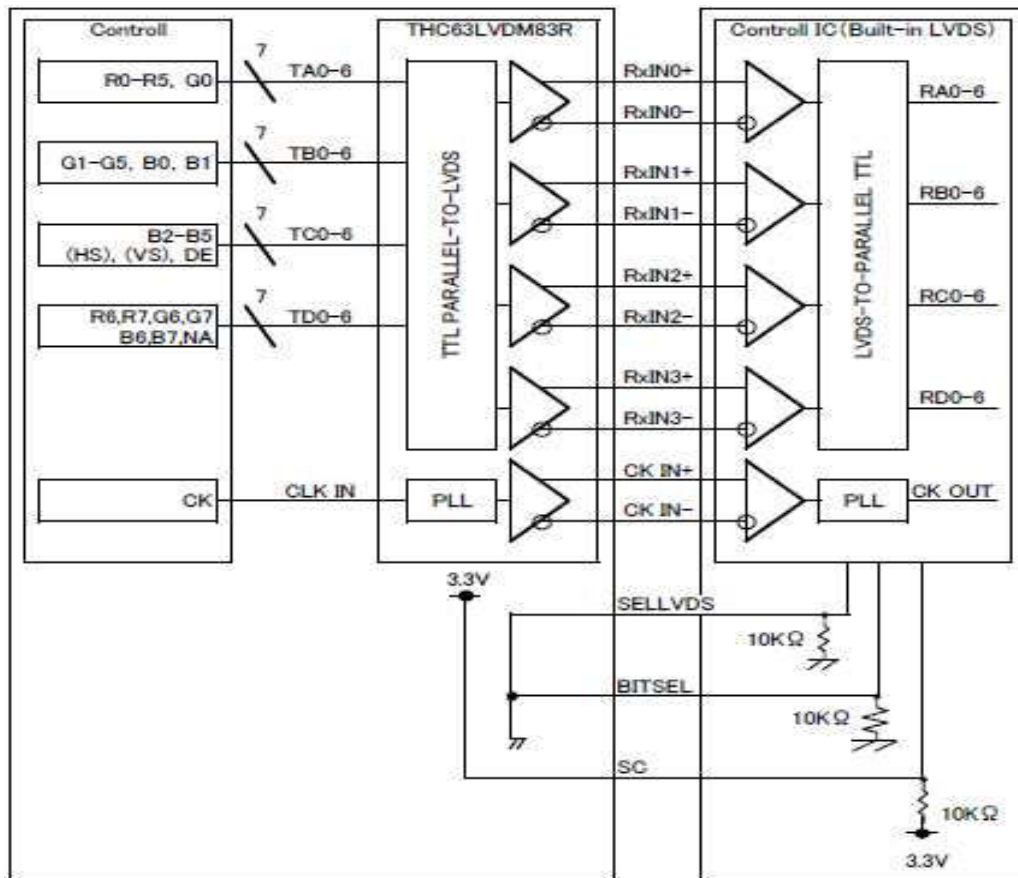 Controll
THC63LVDM83R
Controll IC(Built-in LVDS)
R0-R5, G0
7
TA0-6
RxIN0+
RxIN0-
RA0-6
G1-G5, B0, B1
7
TB0-6
RxIN1+
RxIN1-
RB0-6
B2-B5
(HS), (VS), DE
7
TC0-6
RxIN2+
RxIN2-
RC0-6
R6,R7,G6,G7
B6,B7,NA
7
TD0-6
RxIN3+
RxIN3-
RD0-6
TTL PARALLEL-TO-LVDS
LVDS-TO-PARALLEL TTL
CK
CLK IN
PLL
CK IN+
CK IN-
PLL
CK OUT
3.3V
SELLVDS
10KΩ
BITSEL
10KΩ
SC
10KΩ
3.3V